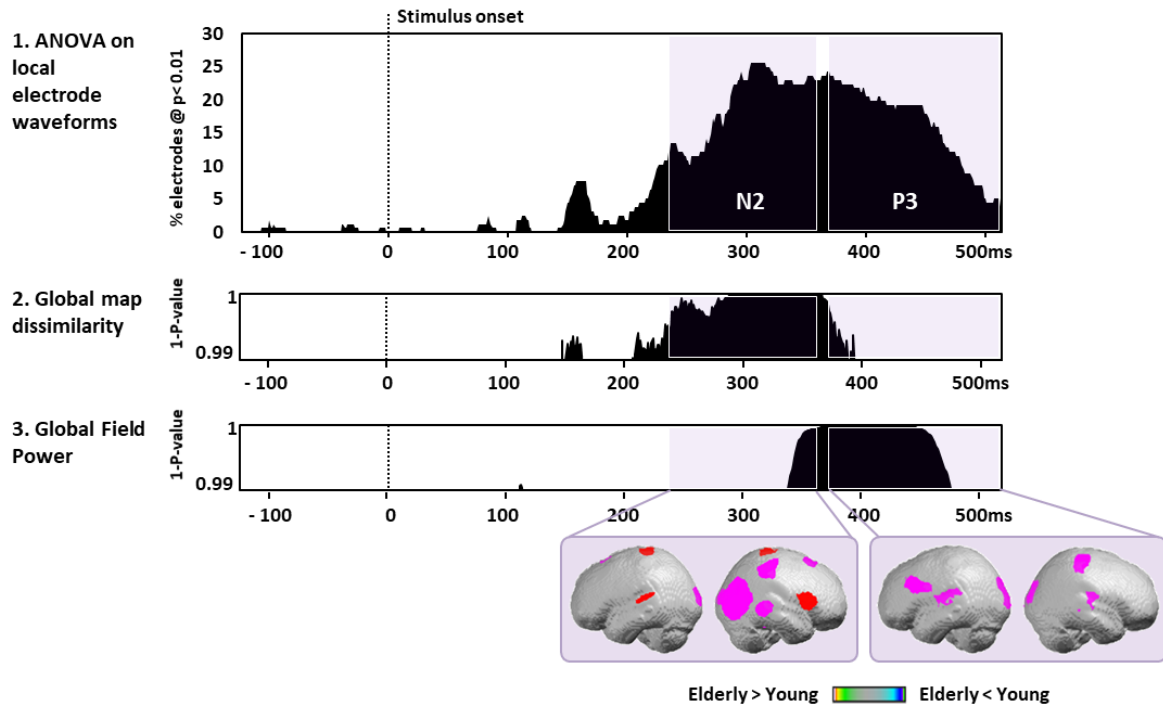 Stimulus onset
1. ANOVA on
local
electrode
waveforms
% electrodes @ p< 0.01
30
25
20
15
10
5
0
N2
P3
- 100
0
100
200
300
400
500ms
2. Global map
dissimilarity
1-P-value
1
0.99
- 100
0
100
200
300
400
500ms
3. Global Field
Power
1-P-value
1
0.99
- 100
0
100
200
300
400
500ms
Elderly > Young
Elderly < Young